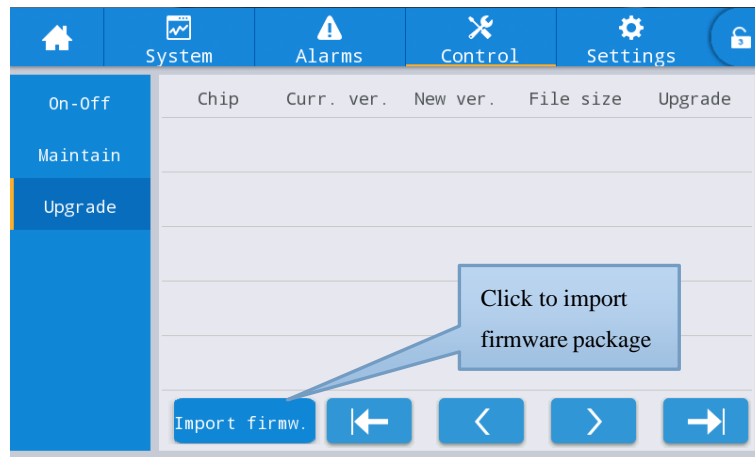 System Alarms Control Settings
On-Off
Maintain
Upgrade
Chip Curr. ver. New ver. File size Upgrade
Click to import
firmware package
Import firmw.